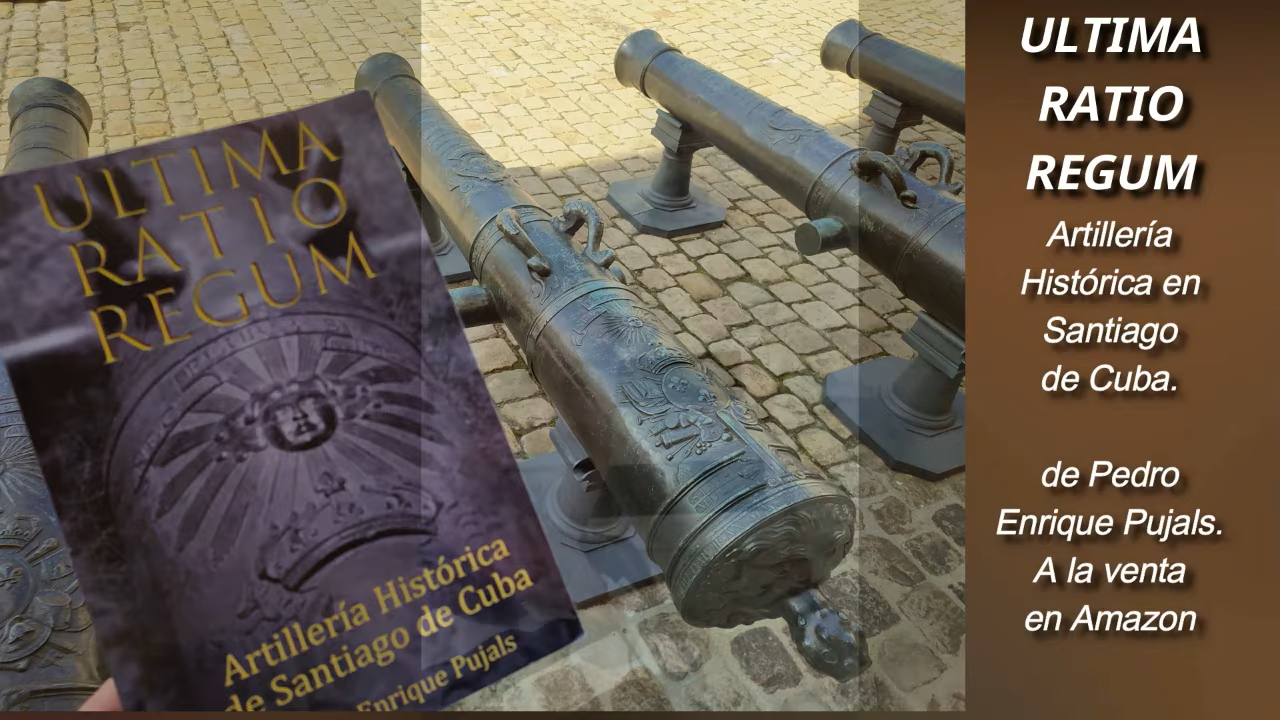 ULTIMA
RATIO
REGUM
Artillería Histórica
de Santiago de Cuba
Enrique Pujals
ULTIMA
RATIO
REGUM
Artillería
Histórica en
Santiago
de Cuba.
de Pedro
Enrique Pujals.
A la venta
en Amazon